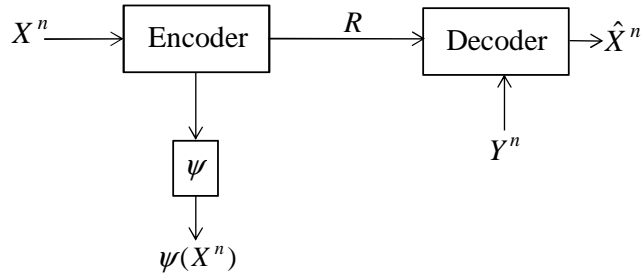 X^n Encoder R Decoder X̂^n
ψ Y^n
ψ(X^n)